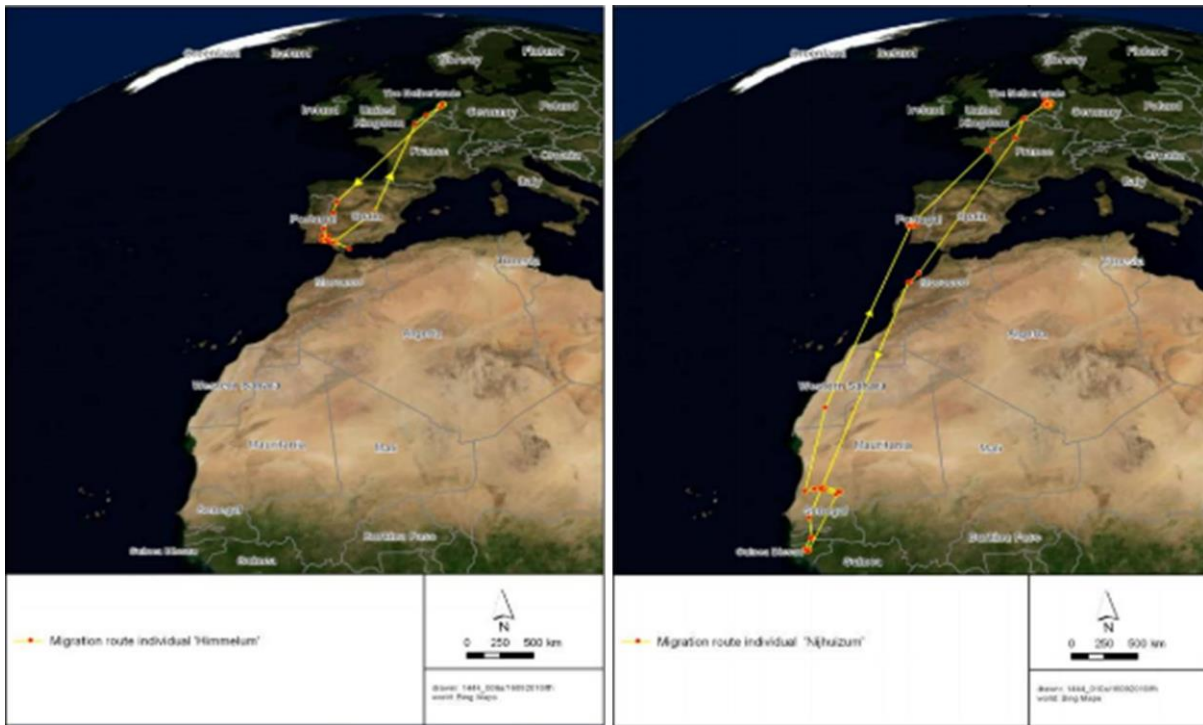 Greenland
Iceland
Norway
Finland
The Netherlands
Ireland
United
Kingdom
Germany
Poland
France
Croatia
Italy
Portugal
Spain
Tunisia
Morocco
Algeria
Western Sahara
Mauritania
Mali
Senegal
Burkina Faso
Guinea Bissau
Guinea
Migration route individual 'Himmelum'
N
0 250 500 km
world: Bing Maps
Greenland
Iceland
Norway
Finland
The Netherlands
Ireland
United
Kingdom
Germany
Poland
France
Croatia
Italy
Portugal
Spain
Tunisia
Morocco
Algeria
Western Sahara
Mauritania
Mali
Senegal
Burkina Faso
Guinea Bissau
Guinea
Migration route individual 'Nijhuizum'
N
0 250 500 km
world: Bing Maps